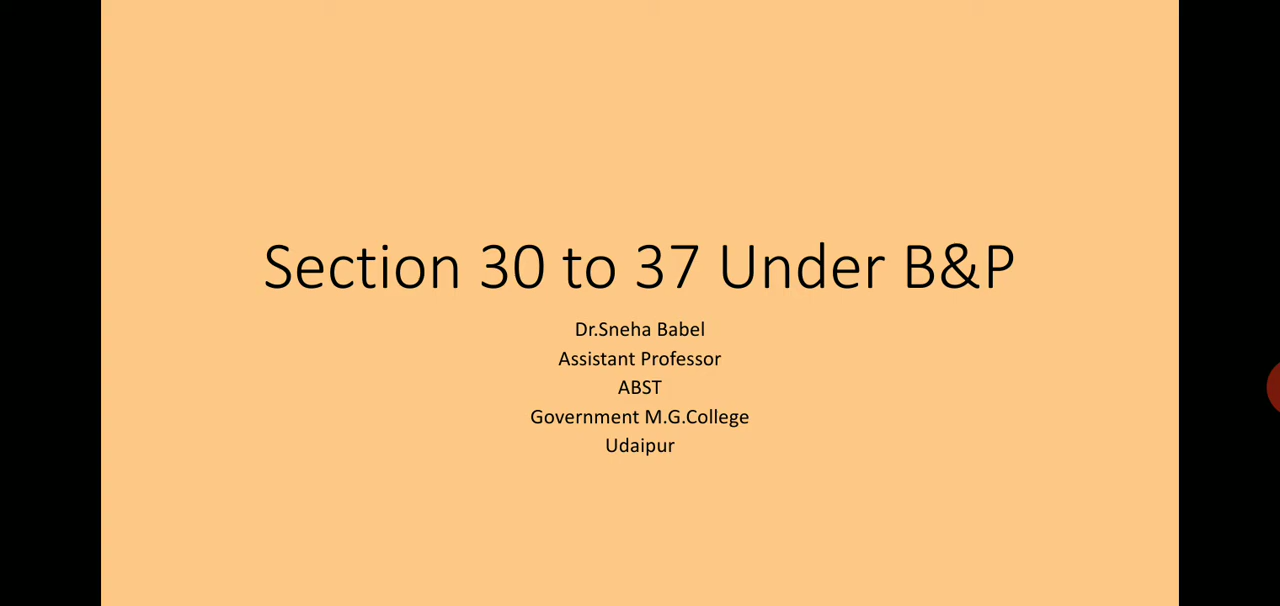 Section 30 to 37 Under B&P
Dr.Sneha Babel
Assistant Professor
ABST
Government M.G.College
Udaipur